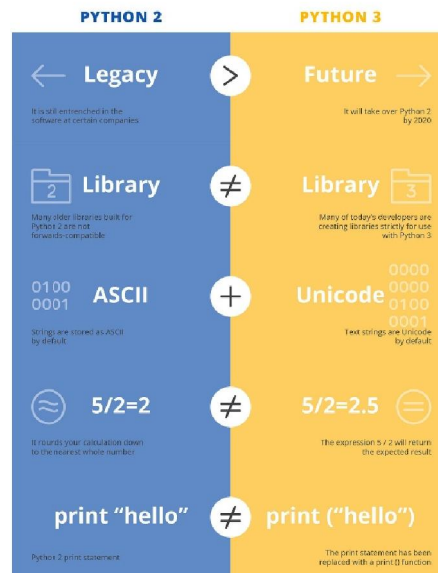 PYTHON 2
PYTHON 3
← Legacy
>
Future →
It is still entrenched in the
software at certain companies
It will take over Python 2
by 2020
2
Library
≠
Library
3
Many older libraries built for
Python 2 are not
forwards-compatible
Many of today's developers are
creating libraries strictly for use
with Python 3
0100
0001
ASCII
+
Unicode
0000
0000
0100
0001
Strings are stored as ASCII
by default
Text strings are Unicode
by default
≈
5/2=2
≠
5/2=2.5
=
It rounds your calculation down
to the nearest whole number
The expression 5 / 2 will return
the expected result
print “hello”
≠
print (“hello”)
Python 2 print statement
The print statement has been
replaced with a print () function